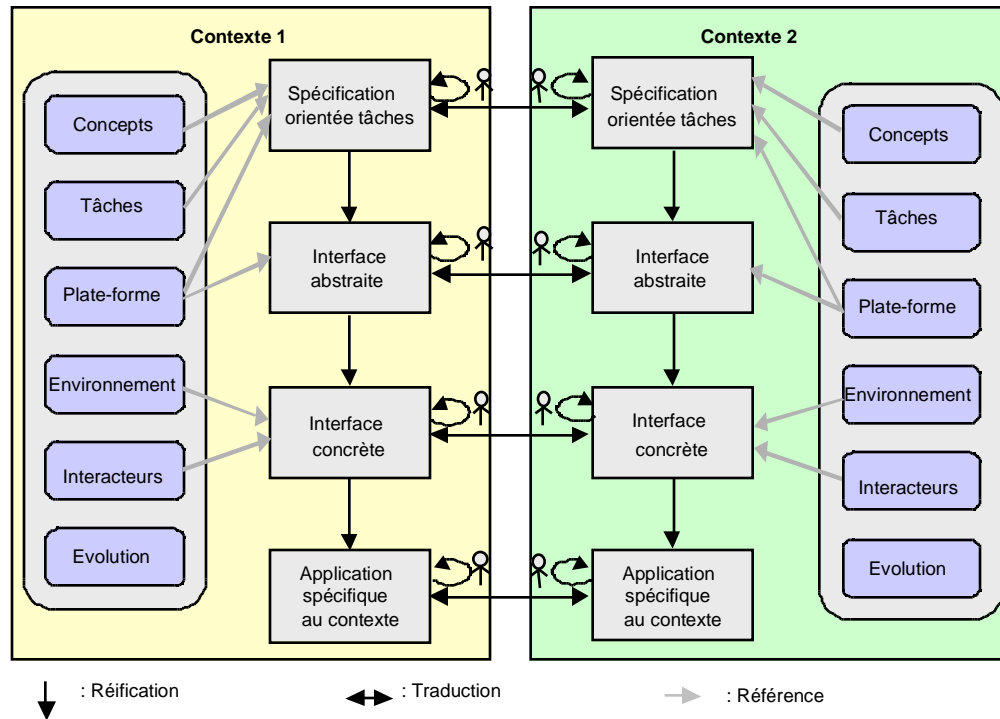 Contexte 1
Concepts
Tâches
Plate-forme
Environnement
Interacteurs
Evolution
Spécification
orientée tâches
Interface
abstraite
Interface
concrète
Application
spécifique
au contexte
Contexte 2
Spécification
orientée tâches
Interface
abstraite
Interface
concrète
Application
spécifique
au contexte
Concepts
Tâches
Plate-forme
Environnement
Interacteurs
Evolution
: Réification
: Traduction
: Référence